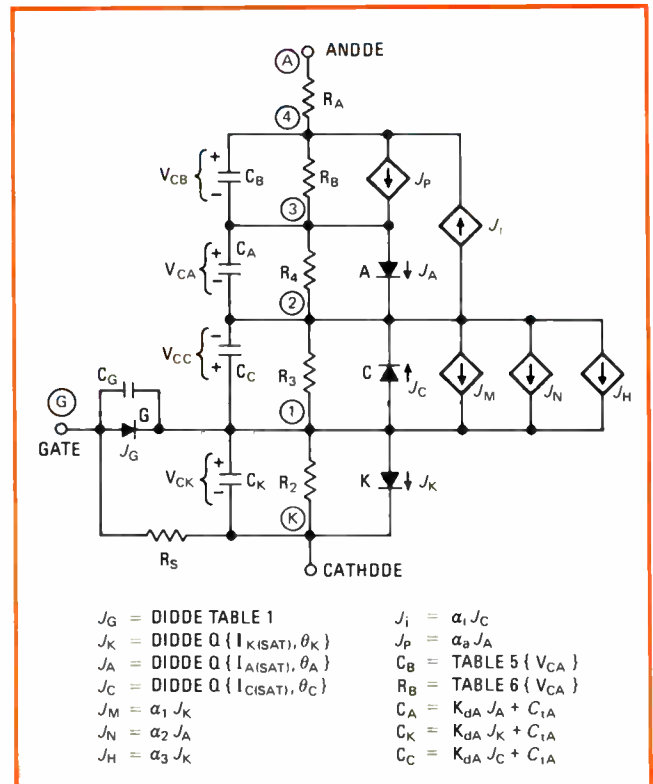 A ANDDE
R_A
4
V_CB { + − C_B R_B J_P
3
J_i
V_CA { + − C_A R_4 A J_A
2
V_CC { − + C_C R_3 C J_C J_M J_N J_H
G C_G
1
G
GATE J_G
V_CK { + − C_K R_2 K J_K
K
R_S
CATHDDE
J_G = DIDDE TABLE 1
J_K = DIDDE Q { I_K(SAT), θ_K }
J_A = DIDDE Q { I_A(SAT), θ_A }
J_C = DIDDE Q { I_C(SAT), θ_C }
J_M = α_1 J_K
J_N = α_2 J_A
J_H = α_3 J_K
J_i = α_i J_C
J_P = α_a J_A
C_B = TABLE 5 { V_CA }
R_B = TABLE 6 { V_CA }
C_A = K_dA J_A + C_tA
C_K = K_dA J_K + C_tA
C_C = K_dA J_C + C_tA